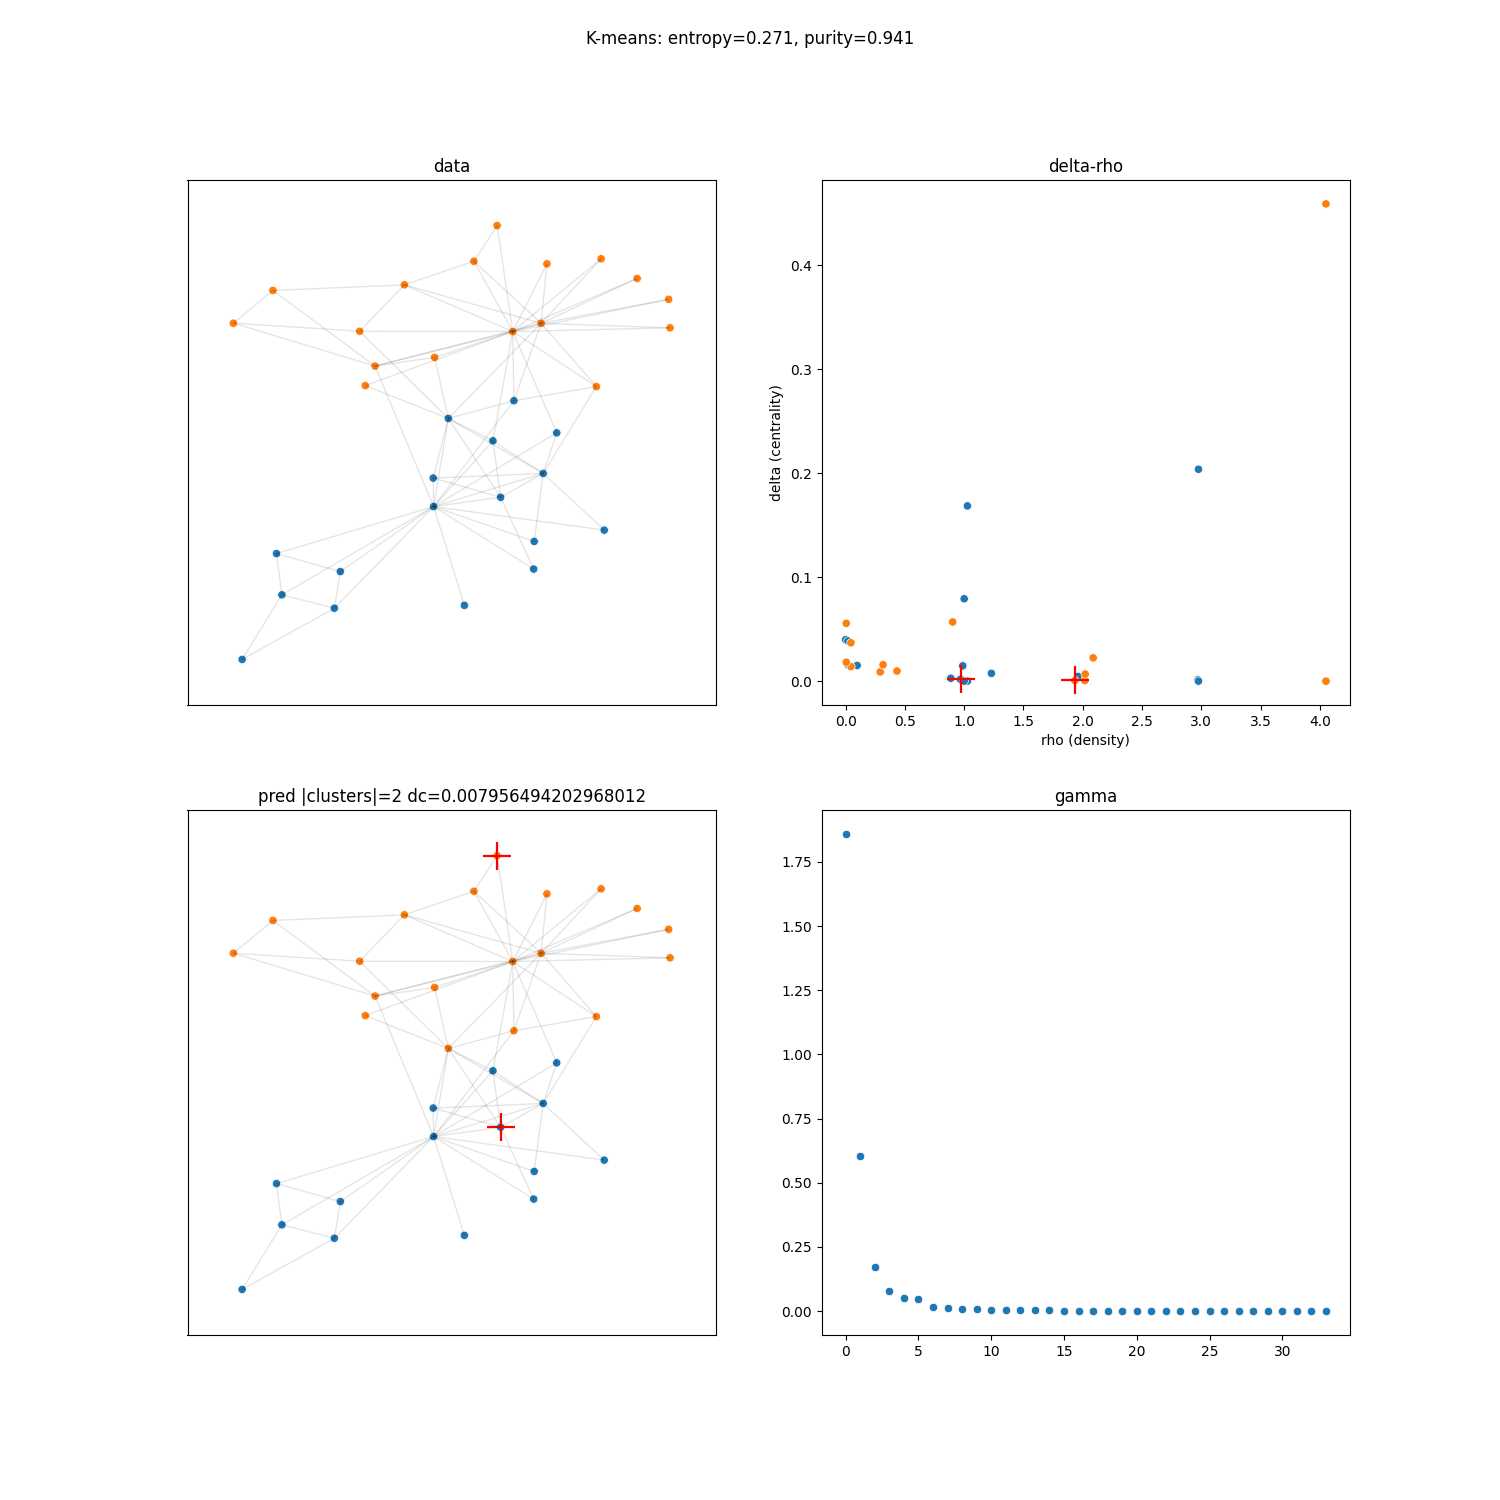 K-means: entropy=0.271, purity=0.941
data
delta-rho
delta (centrality)
0.4
0.3
0.2
0.1
0.0
0.0 0.5 1.0 1.5 2.0 2.5 3.0 3.5 4.0
rho (density)
pred |clusters|=2 dc=0.007956494202968012
gamma
1.75
1.50
1.25
1.00
0.75
0.50
0.25
0.00
0 5 10 15 20 25 30